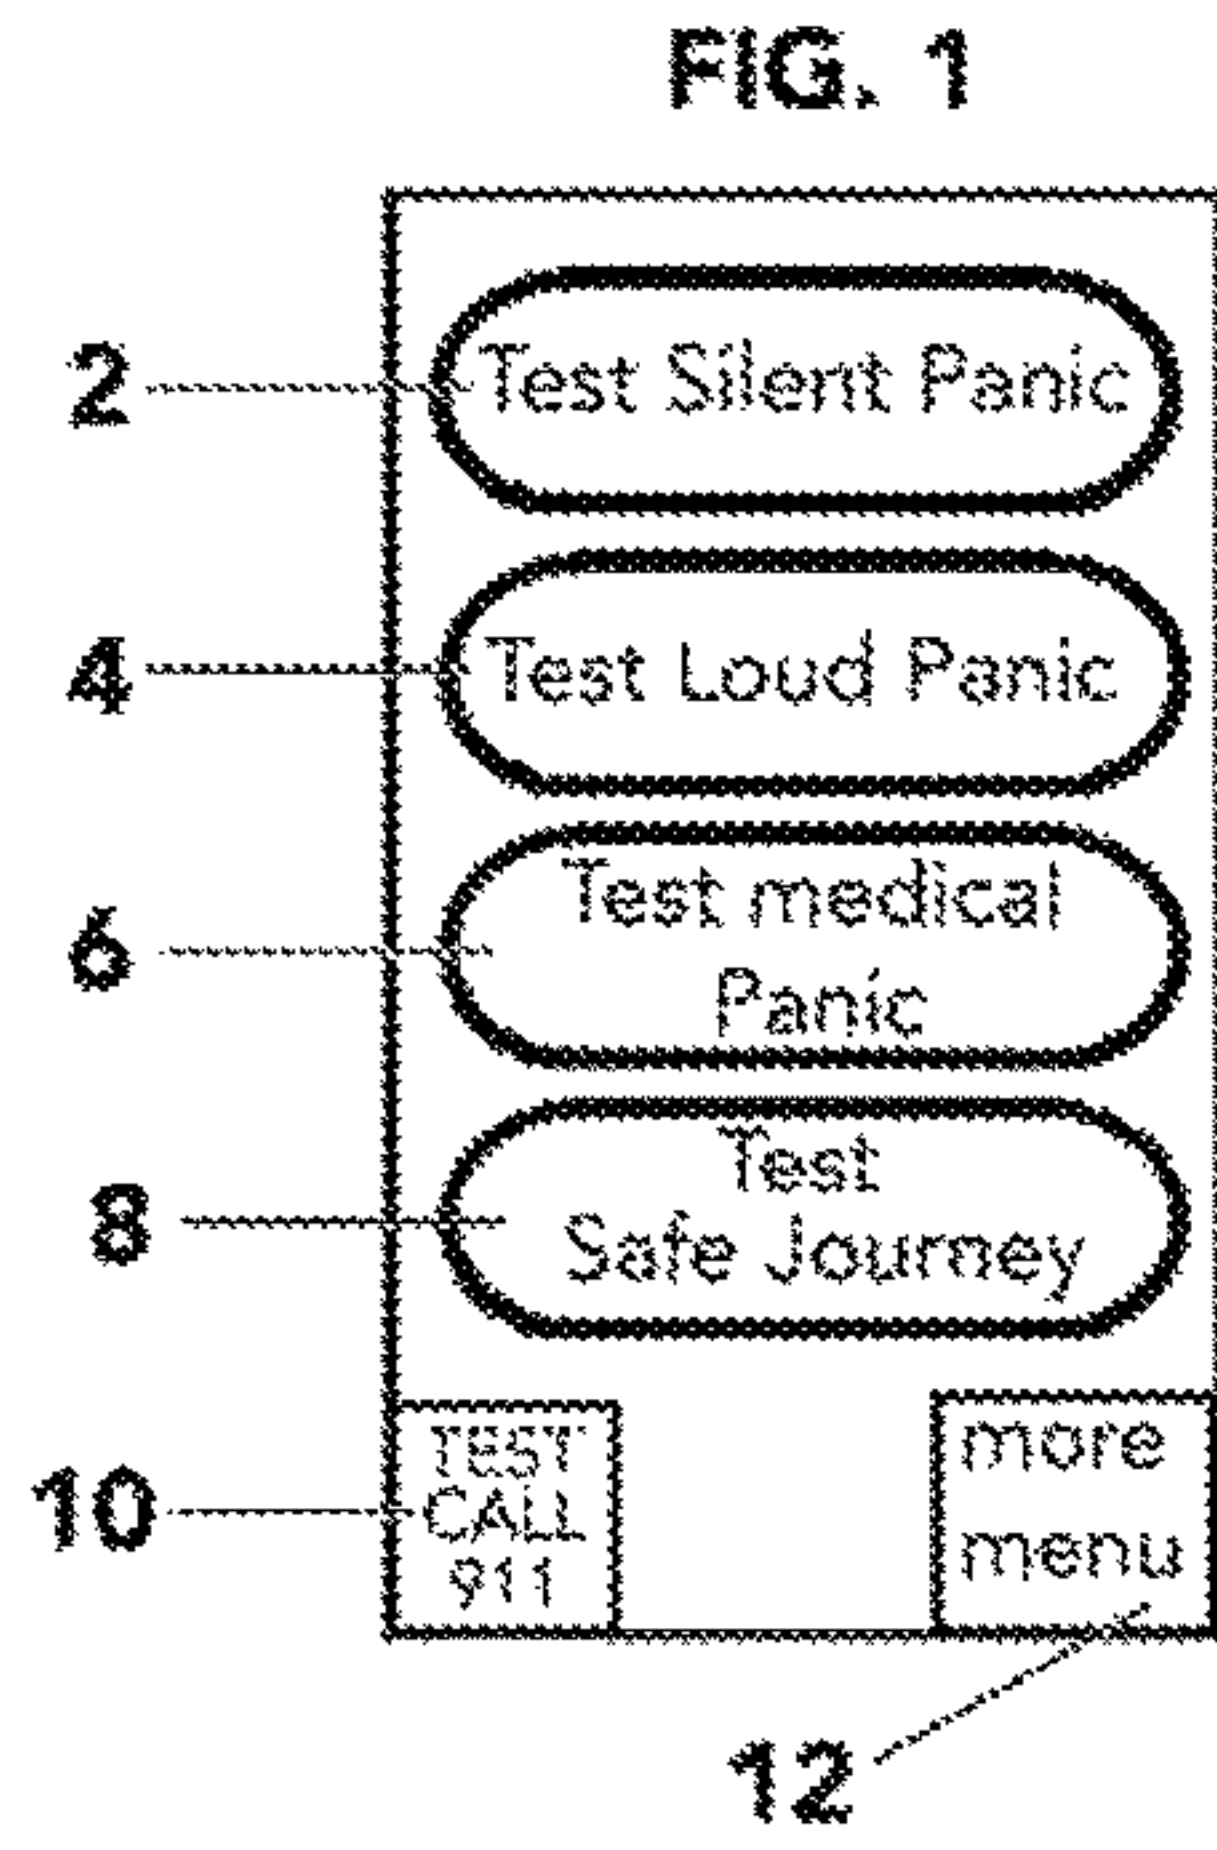 FIG. 1
2
Test Silent Panic
4
Test Loud Panic
6
Test medical
Panic
8
Test
Safe Journey
10
TEST
CALL
911
more
menu
12